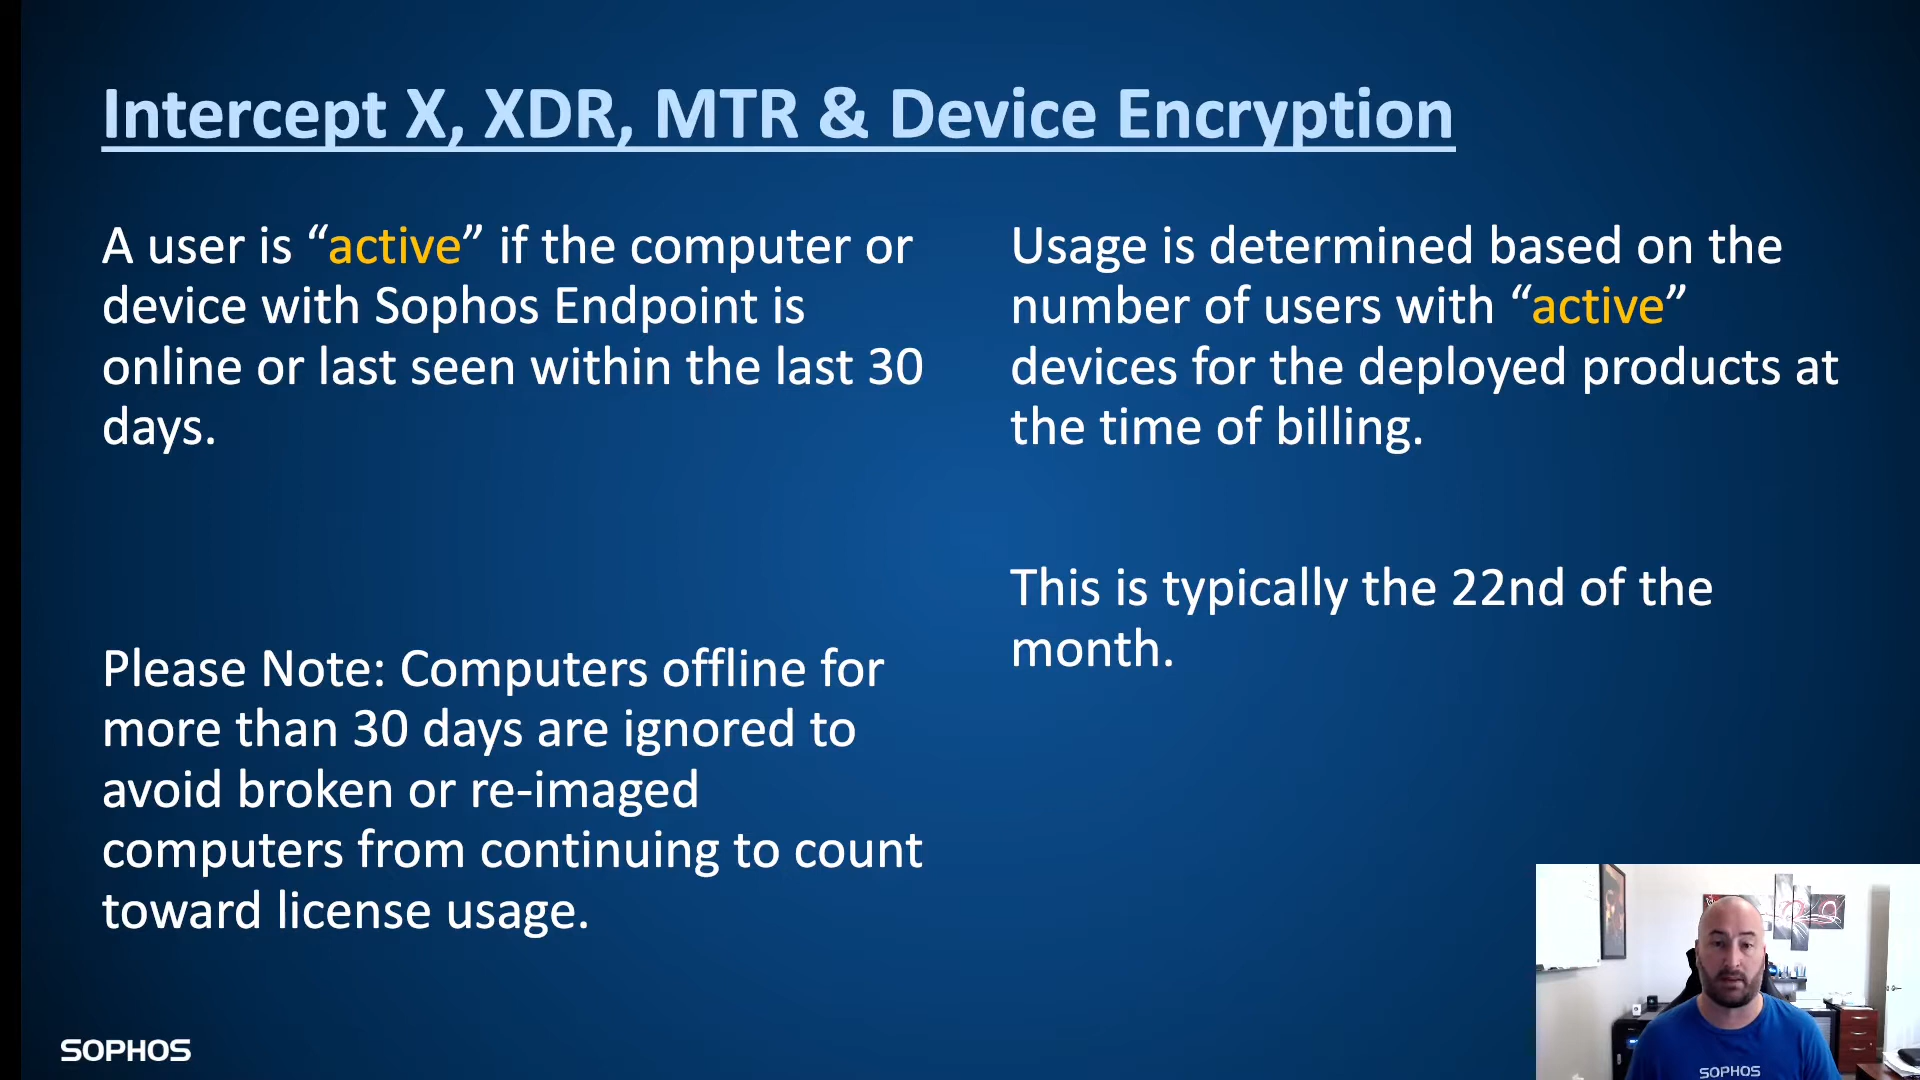 Intercept X, XDR, MTR & Device Encryption
A user is “active” if the computer or
device with Sophos Endpoint is
online or last seen within the last 30
days.
Please Note: Computers offline for
more than 30 days are ignored to
avoid broken or re-imaged
computers from continuing to count
toward license usage.
Usage is determined based on the
number of users with “active”
devices for the deployed products at
the time of billing.
This is typically the 22nd of the
month.
SOPHOS
SOPHOS